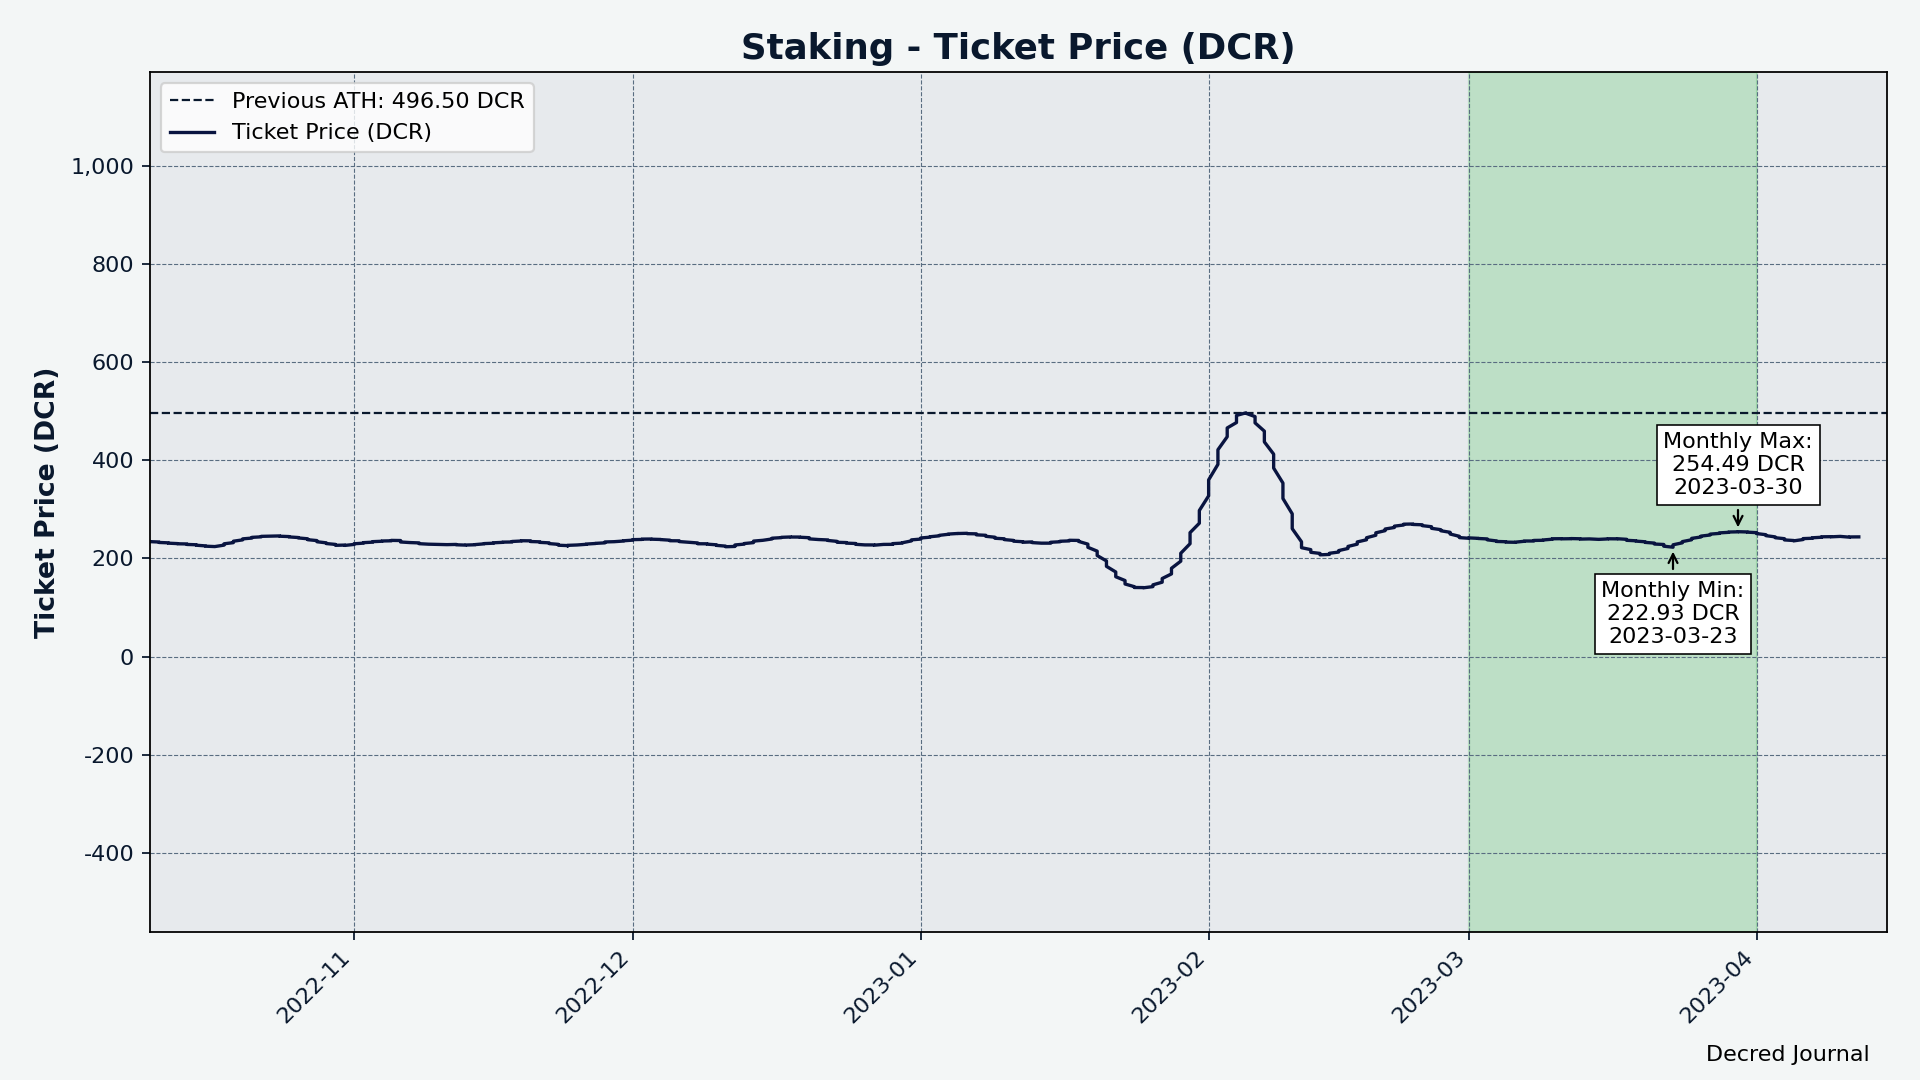 Staking - Ticket Price (DCR)
Previous ATH: 496.50 DCR
Ticket Price (DCR)
Ticket Price (DCR)
1,000
800
600
400
200
0
-200
-400
Monthly Max:
254.49 DCR
2023-03-30
Monthly Min:
222.93 DCR
2023-03-23
2022-11
2022-12
2023-01
2023-02
2023-03
2023-04
Decred Journal